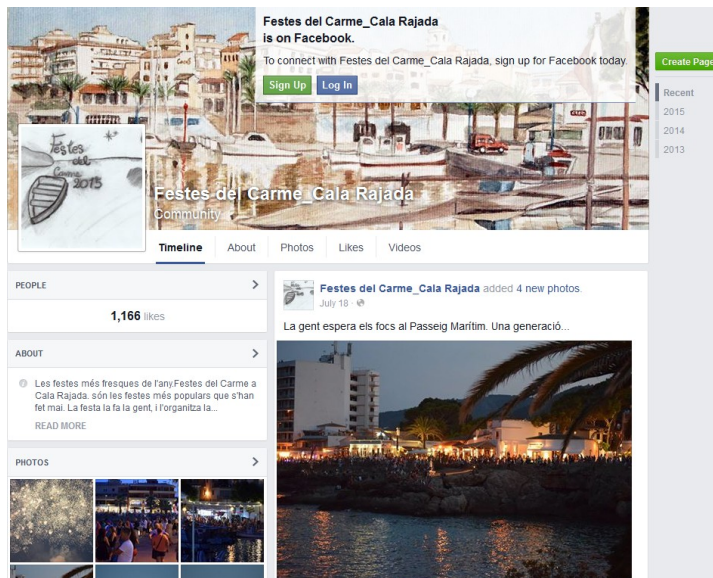 Festes del Carme_Cala Rajada
is on Facebook.
To connect with Festes del Carme_Cala Rajada, sign up for Facebook today.
Sign Up
Log In
Create Page
Recent
2015
2014
2013
Festes
del
Carme
2015
Festes del Carme_Cala Rajada
Community
Timeline
About
Photos
Likes
Videos
PEOPLE
1,166 likes
ABOUT
Les festes més fresques de l'any.Festes del Carme a
Cala Rajada. són les festes més populars que s'han
fet mai. La festa la fa la gent, i l'organitza la...
READ MORE
PHOTOS
Festes del Carme_Cala Rajada added 4 new photos.
July 18 ·
La gent espera els focs al Passeig Marítim. Una generació...